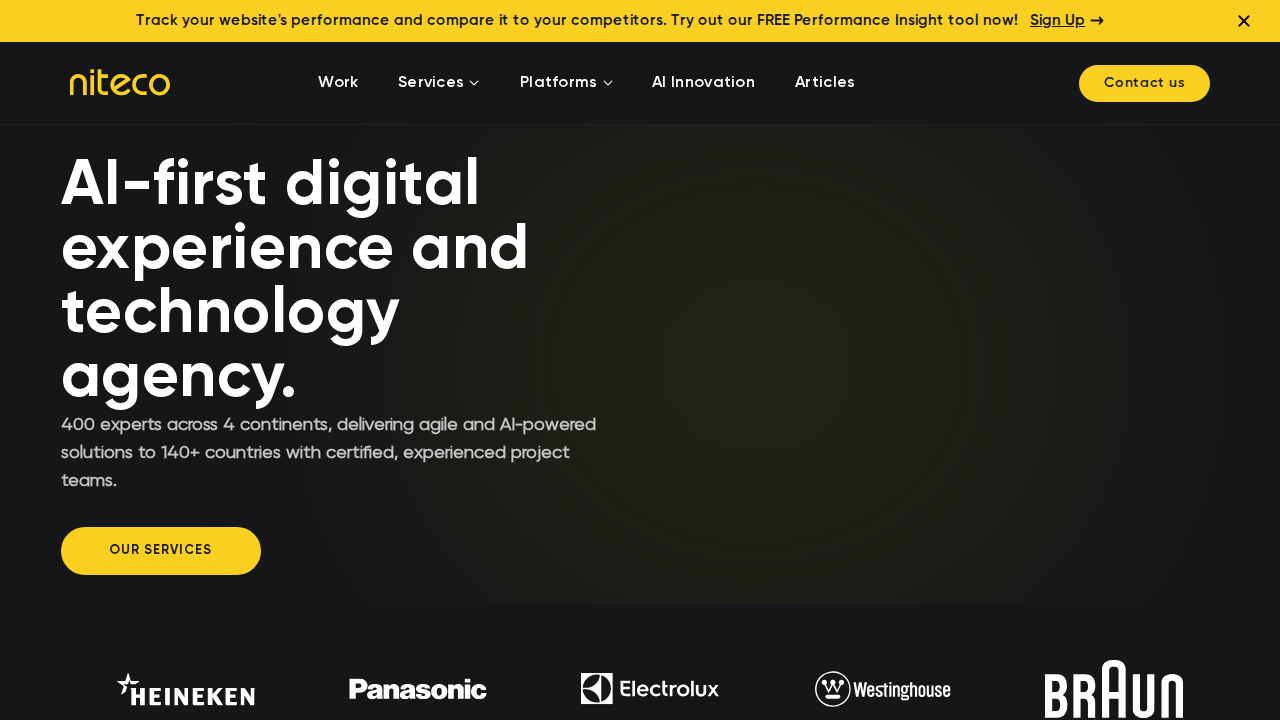 Track your website's performance and compare it to your competitors. Try out our FREE Performance Insight tool now! Sign Up →
niteco
Work
Services
Platforms
AI Innovation
Articles
Contact us
AI-first digital
experience and
technology
agency.
400 experts across 4 continents, delivering agile and AI-powered
solutions to 140+ countries with certified, experienced project
teams.
OUR SERVICES
HEINEKEN
Panasonic
Electrolux
Westinghouse
BRAUN